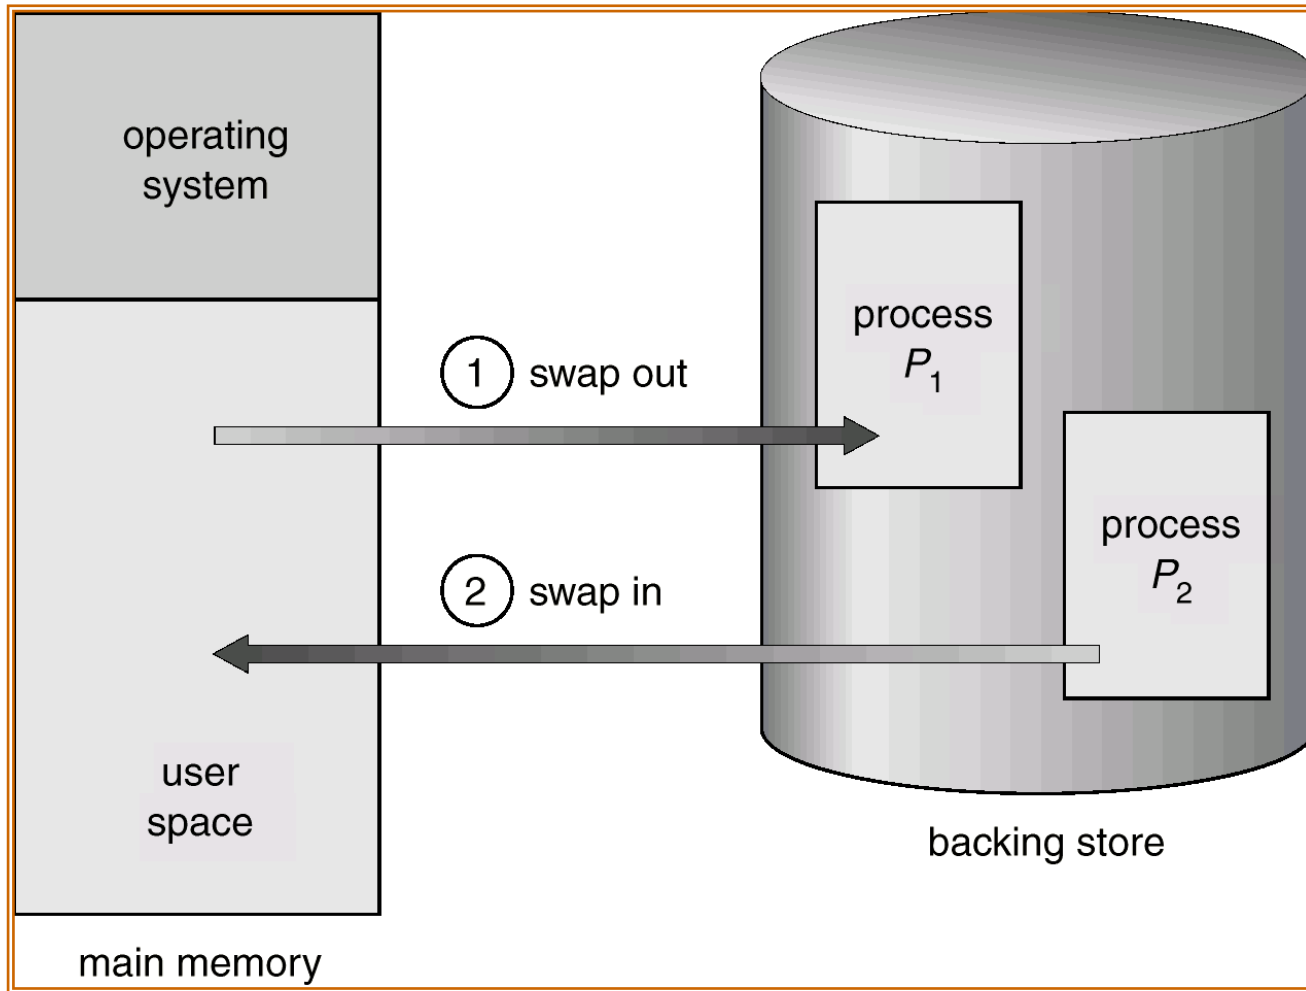 operating
system
1 swap out
process
P1
2 swap in
process
P2
user
space
backing store
main memory